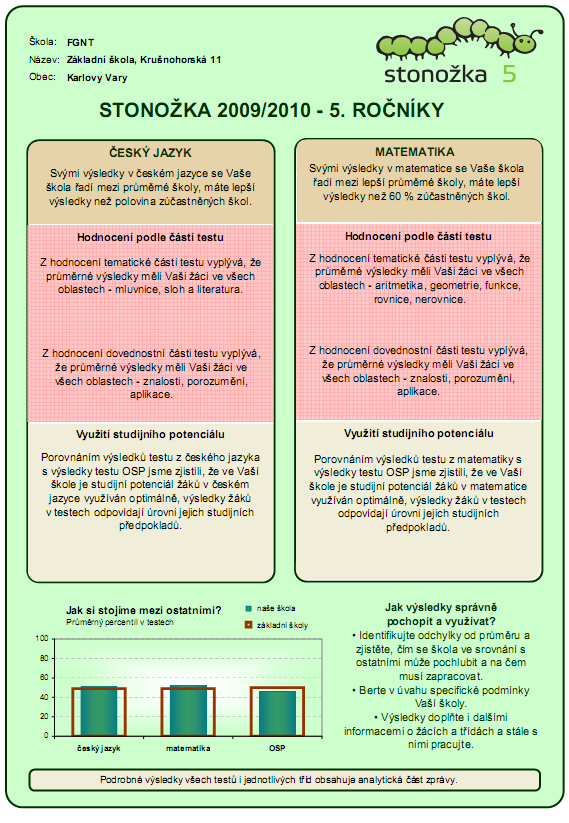 Škola: FGNT
Název: Základní škola, Krušnohorská 11
Obec: Karlovy Vary
stonožka 5
STONOŽKA 2009/2010 - 5. ROČNÍKY
ČESKÝ JAZYK
Svými výsledky v českém jazyce se Vaše
škola řadí mezi průměrné školy, máte lepší
výsledky než polovina zúčastněných škol.
Hodnocení podle částí testu
Z hodnocení tematické části testu vyplývá, že
průměrné výsledky měli Vaši žáci ve všech
oblastech - mluvnice, sloh a literatura.
Z hodnocení dovednostní části testu vyplývá,
že průměrné výsledky měli Vaši žáci ve
všech oblastech - znalosti, porozumění,
aplikace.
Využití studijního potenciálu
Porovnáním výsledků testu z českého jazyka
s výsledky testu OSP jsme zjistili, že ve Vaší
škole je studijní potenciál žáků v českém
jazyce využíván optimálně, výsledky žáků
v testech odpovídají úrovni jejich studijních
předpokladů.
MATEMATIKA
Svými výsledky v matematice se Vaše škola
řadí mezi lepší průměrné školy, máte lepší
výsledky než 60 % zúčastněných škol.
Hodnocení podle částí testu
Z hodnocení tematické části testu vyplývá, že
průměrné výsledky měli Vaši žáci ve všech
oblastech - aritmetika, geometrie, funkce,
rovnice, nerovnice.
Z hodnocení dovednostní části testu vyplývá,
že průměrné výsledky měli Vaši žáci ve
všech oblastech - znalosti, porozumění,
aplikace.
Využití studijního potenciálu
Porovnáním výsledků testu z matematiky s
výsledky testu OSP jsme zjistili, že ve Vaší
škole je studijní potenciál žáků v matematice
využíván optimálně, výsledky žáků v testech
odpovídají úrovni jejich studijních
předpokladů.
Jak si stojíme mezi ostatními?
Průměrný percentil v testech
naše škola
základní školy
100
80
60
40
20
0
český jazyk
matematika
OSP
Jak výsledky správně
pochopit a využívat?
• Identifikujte odchylky od průměru a
zjistěte, čím se škola ve srovnání s
ostatními může pochlubit a na čem
musí zapracovat.
• Berte v úvahu specifické podmínky
Vaší školy.
• Výsledky doplňte i dalšími
informacemi o žácích a třídách a stále s
nimi pracujte.
Podrobné výsledky všech testů i jednotlivých tříd obsahuje analytická část zprávy.